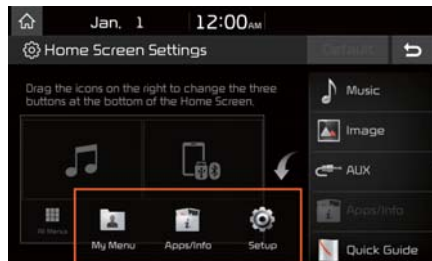 Jan. 1 12:00AM
Home Screen Settings
Default
Drag the icons on the right to change the three
buttons at the bottom of the Home Screen.
Music
Image
AUX
Apps/Info
Quick Guide
All Menus
My Menu Apps/Info Setup